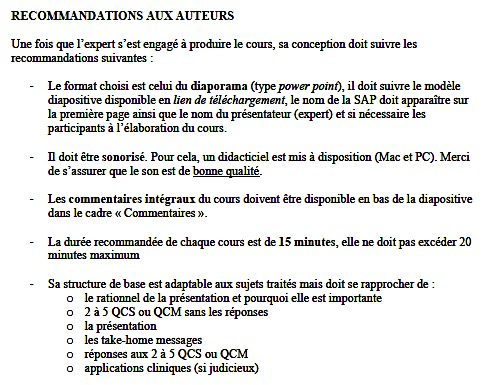 RECOMMANDATIONS AUX AUTEURS
Une fois que l'expert s'est engagé à produire le cours, sa conception doit suivre les
recommandations suivantes :
- Le format choisi est celui du diaporama (type power point), il doit suivre le modèle
diapositive disponible en lien de téléchargement, le nom de la SAP doit apparaître sur
la première page ainsi que le nom du présentateur (expert) et si nécessaire les
participants à l'élaboration du cours.
- Il doit être sonorisé. Pour cela, un didacticiel est mis à disposition (Mac et PC). Merci
de s'assurer que le son est de bonne qualité.
- Les commentaires intégraux du cours doivent être disponible en bas de la diapositive
dans le cadre « Commentaires ».
- La durée recommandée de chaque cours est de 15 minutes, elle ne doit pas excéder 20
minutes maximum
- Sa structure de base est adaptable aux sujets traités mais doit se rapprocher de :
o le rationnel de la présentation et pourquoi elle est importante
o 2 à 5 QCS ou QCM sans les réponses
o la présentation
o les take-home messages
o réponses aux 2 à 5 QCS ou QCM
o applications cliniques (si judicieux)